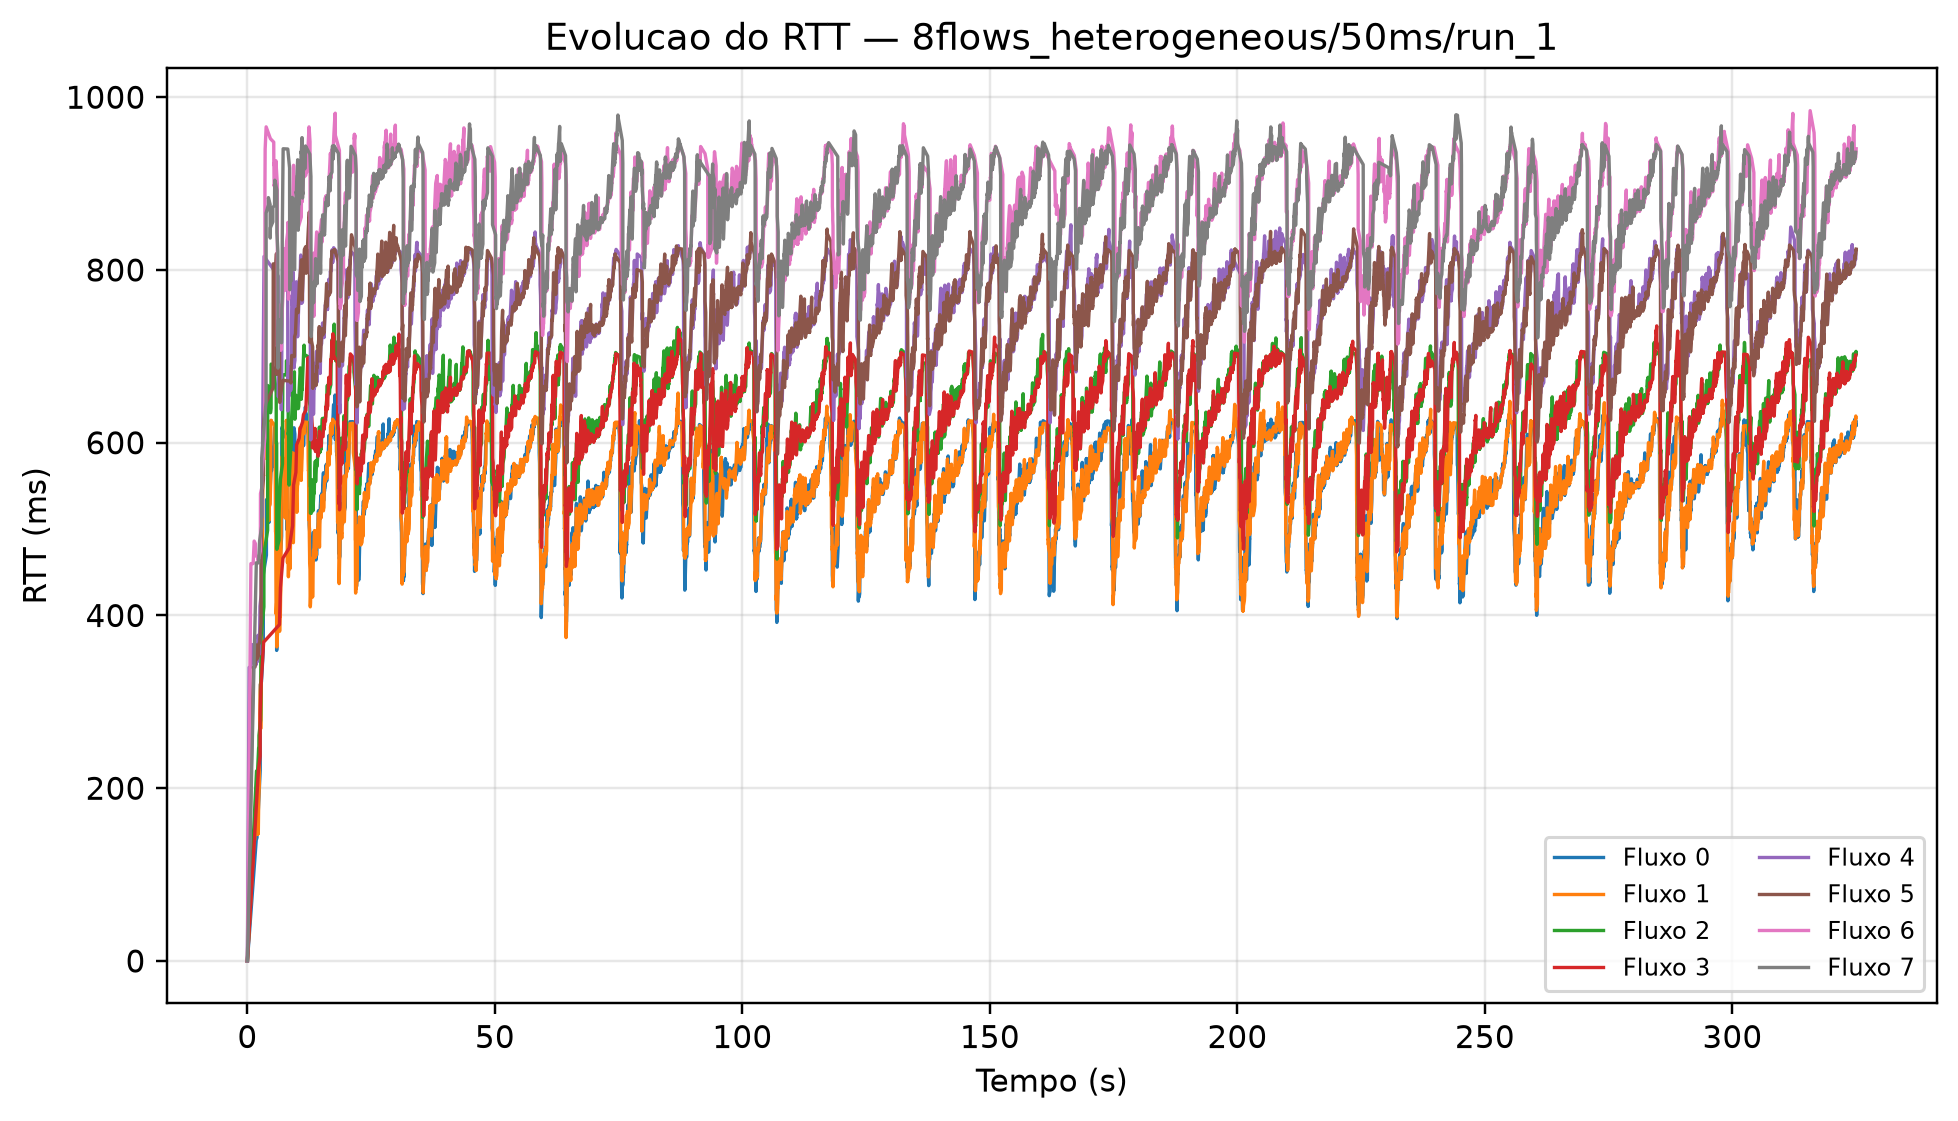 Evolucao do RTT — 8flows_heterogeneous/50ms/run_1
1000
800
600
400
200
0
RTT (ms)
0 50 100 150 200 250 300
Tempo (s)
Fluxo 0 Fluxo 4
Fluxo 1 Fluxo 5
Fluxo 2 Fluxo 6
Fluxo 3 Fluxo 7